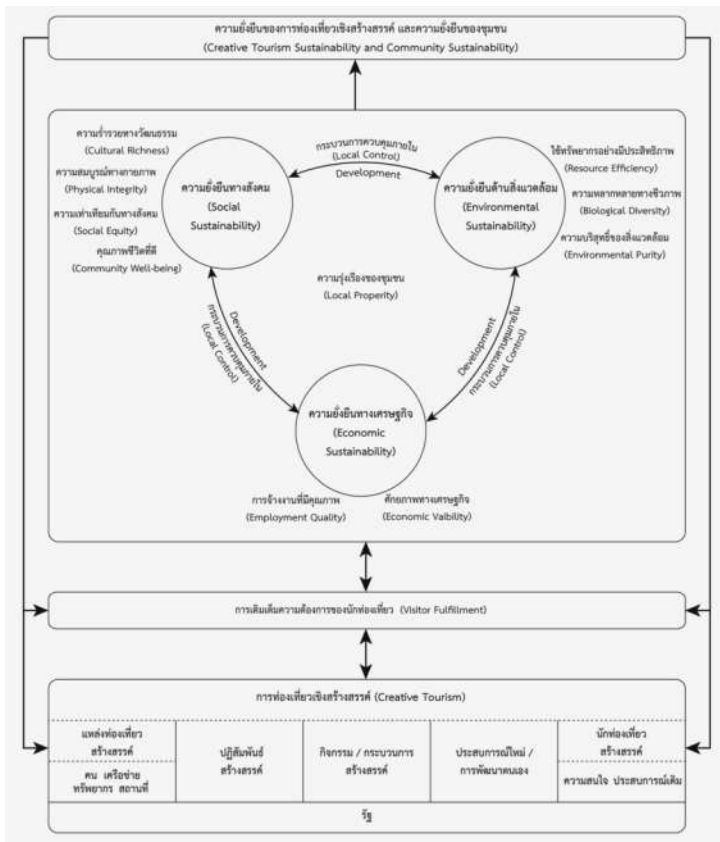 ความยั่งยืนของการท่องเที่ยวเชิงสร้างสรรค์ และความยั่งยืนของชุมชน
(Creative Tourism Sustainability and Community Sustainability)
ความร่ำรวยทางวัฒนธรรม
(Cultural Richness)
ความสมบูรณ์ทางกายภาพ
(Physical Integrity)
ความเท่าเทียมกันทางสังคม
(Social Equity)
คุณภาพชีวิตที่ดี
(Community Well-being)
ความยั่งยืนทางสังคม
(Social
Sustainability)
กระบวนการควบคุมภายใน
(Local Control)
Development
ความยั่งยืนด้านสิ่งแวดล้อม
(Environmental
Sustainability)
ใช้ทรัพยากรอย่างมีประสิทธิภาพ
(Resource Efficiency)
ความหลากหลายทางชีวภาพ
(Biological Diversity)
ความบริสุทธิ์ของสิ่งแวดล้อม
(Environmental Purity)
ความรุ่งเรืองของชุมชน
(Local Properity)
Development
กระบวนการควบคุมภายใน
(Local Control)
Development
กระบวนการควบคุมภายใน
(Local Control)
ความยั่งยืนทางเศรษฐกิจ
(Economic
Sustainability)
การจ้างงานที่มีคุณภาพ
(Employment Quality)
ศักยภาพทางเศรษฐกิจ
(Economic Vaibility)
การเติมเต็มความต้องการของนักท่องเที่ยว (Visitor Fulfillment)
การท่องเที่ยวเชิงสร้างสรรค์ (Creative Tourism)
แหล่งท่องเที่ยว
สร้างสรรค์
คน เครือข่าย
ทรัพยากร สถานที่
ปฏิสัมพันธ์
สร้างสรรค์
กิจกรรม / กระบวนการ
สร้างสรรค์
ประสบการณ์ใหม่ /
การพัฒนาตนเอง
นักท่องเที่ยว
สร้างสรรค์
ความสนใจ ประสบการณ์เดิม
รัฐ